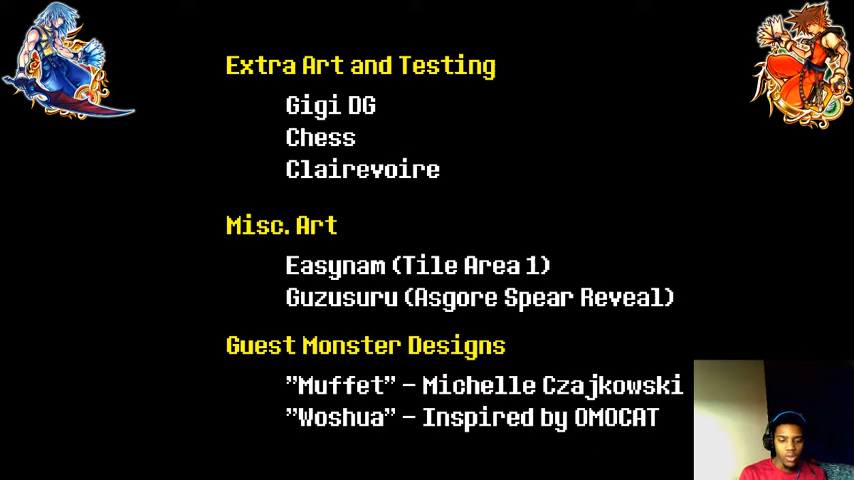 Extra Art and Testing
Gigi DG
Chess
Clairevoire
Misc. Art
Easynam (Tile Area 1)
Guzusuru (Asgore Spear Reveal)
Guest Monster Designs
"Muffet" - Michelle Czajkowski
"Woshua" - Inspired by OMOCAT